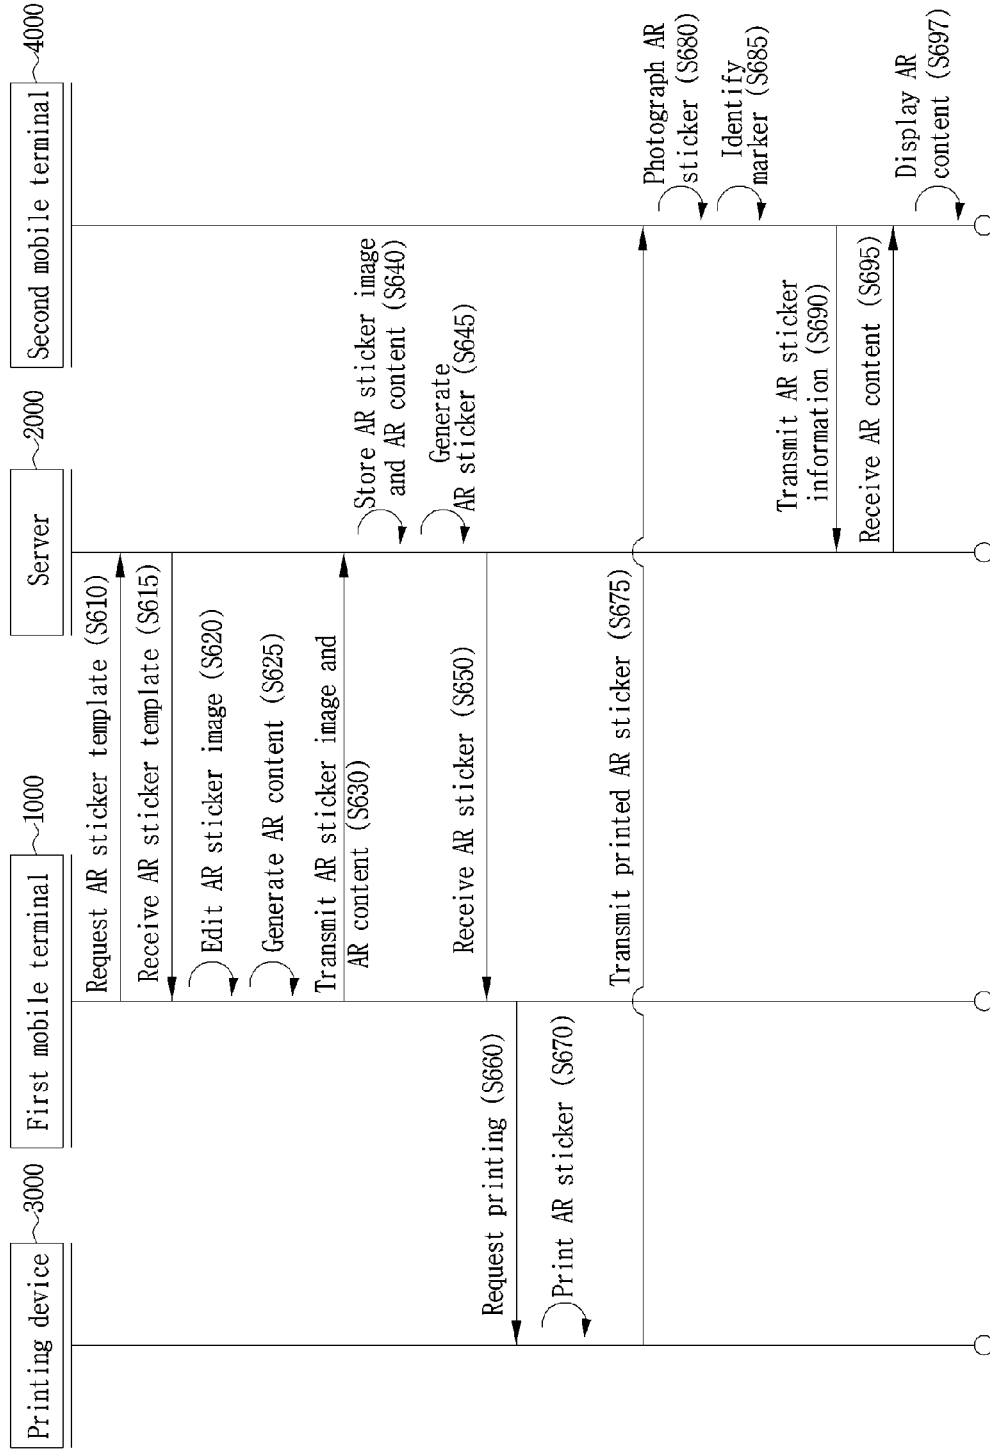 Printing device
3000
First mobile terminal
1000
Server
2000
Second mobile terminal
4000
Request AR sticker template (S610)
Receive AR sticker template (S615)
Edit AR sticker image (S620)
Generate AR content (S625)
Transmit AR sticker image and
AR content (S630)
Store AR sticker image
and AR content (S640)
Generate
AR sticker (S645)
Receive AR sticker (S650)
Request printing (S660)
Print AR sticker (S670)
Transmit printed AR sticker (S675)
Photograph AR
sticker (S680)
Identify
marker (S685)
Transmit AR sticker
information (S690)
Receive AR content (S695)
Display AR
content (S697)